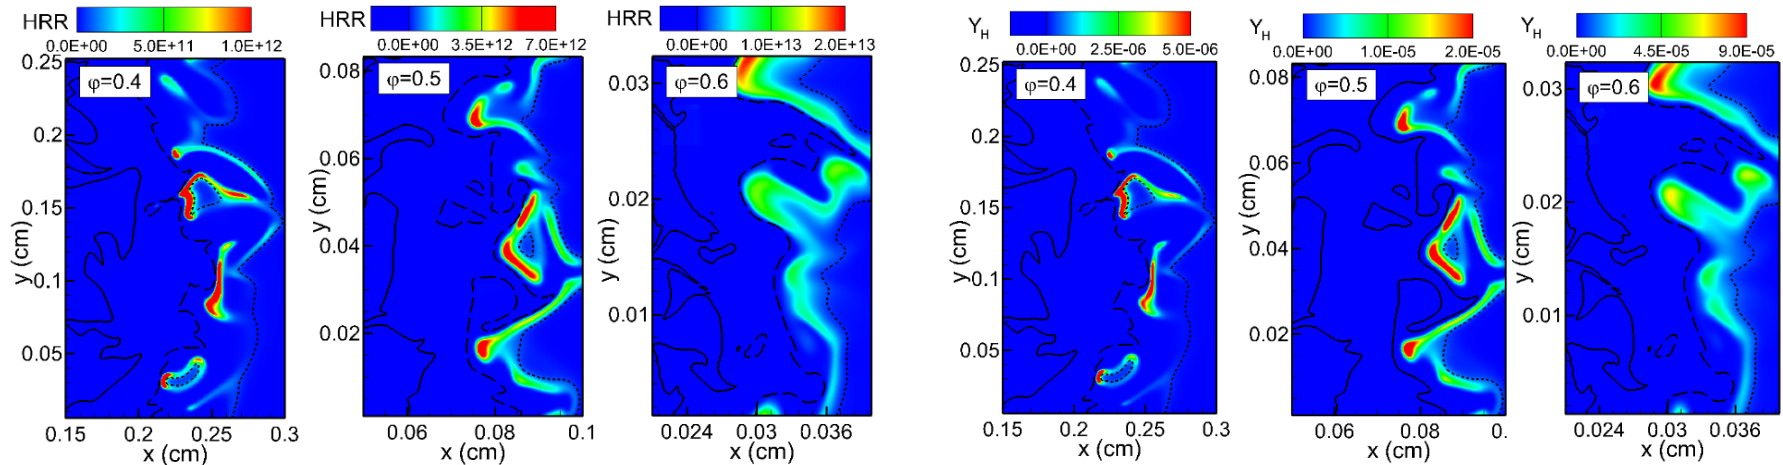 HRR
0.0E+00 5.0E+11 1.0E+12
φ=0.4
0.25
0.2
0.15
0.1
0.05
y (cm)
0.15 0.2 0.25 0.3
x (cm)
HRR
0.0E+00 3.5E+12 7.0E+12
φ=0.5
0.08
0.06
0.04
0.02
y (cm)
0.06 0.08 0.1
x (cm)
HRR
0.0E+00 1.0E+13 2.0E+13
φ=0.6
0.03
0.02
0.01
y (cm)
0.024 0.03 0.036
x (cm)
Y_H
0.0E+00 2.5E-06 5.0E-06
φ=0.4
0.25
0.2
0.15
0.1
0.05
y (cm)
0.15 0.2 0.25 0.3
x (cm)
Y_H
0.0E+00 1.0E-05 2.0E-05
φ=0.5
0.08
0.06
0.04
0.02
y (cm)
0.06 0.08 0.
x (cm)
Y_H
0.0E+00 4.5E-05 9.0E-05
φ=0.6
0.03
0.02
0.01
y (cm)
0.024 0.03 0.036
x (cm)